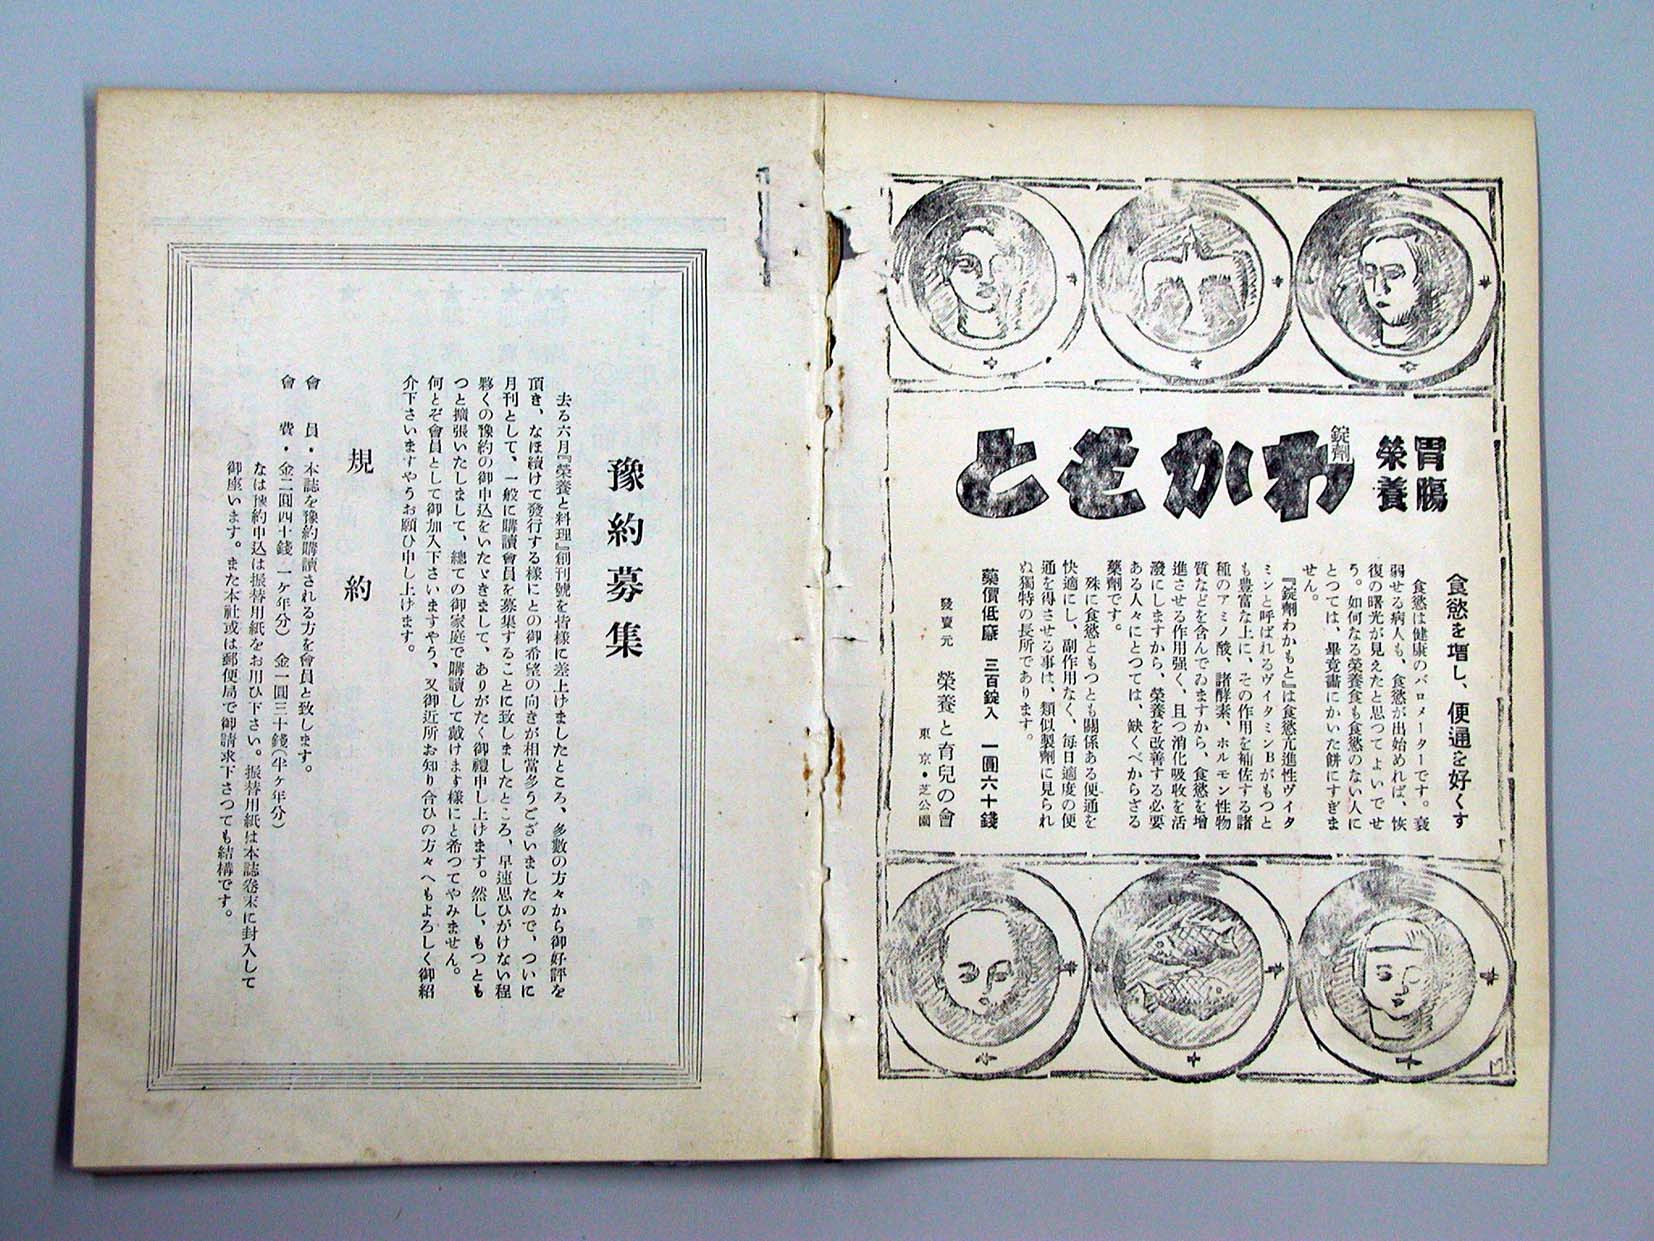 胃腸
榮養
錠劑
わかもと
食慾を增し、便通を好くす
食慾は健康のバロメーターです。衰
弱せる病人も、食慾が出始めれば、恢
復の曙光が見えたと思つてよいでせ
う。如何なる榮養食も食慾のない人に
とつては、畢竟畵にかいた餅にすぎま
せん。
『錠劑わかもと』は食慾亢進性ヴイタ
ミンと呼ばれるヴイタミンBがもつと
も豊富な上に、その作用を補佐する諸
種のアミノ酸、諸酵素、ホルモン性物
質などを含んでゐますから、食慾を增
進させる作用强く、且つ消化吸收を活
潑にしますから、榮養を改善する必要
ある人々にとつては、缺くべからざる
藥劑です。
殊に食慾ともつとも關係ある便通を
快適にし、副作用なく、每日適度の便
通を得させる事は、類似製劑に見られ
ぬ獨特の長所であります。
藥價低廉　三百錠入　一圓六十錢
發賣元　榮養と育兒の會
東京・芝公園
豫約募集
去る六月『榮養と料理』創刊號を皆樣に差上げましたところ、多數の方々から御好評を
頂き、なほ續けて發行する樣にとの御希望の向きが相當多うございましたので、ついに
月刊として、一般に購讀會員を募集することに致しましたところ、早速思ひがけない程
夥くの豫約の御申込をいたゞきまして、ありがたく御禮申し上げます。然し、もつとも
つと擴張いたしまして、總ての御家庭で購讀して戴けます樣にと希つてやみません。
何とぞ會員として御加入下さいますやう、又御近所お知り合ひの方々へもよろしく御紹
介下さいますやうお願ひ申し上げます。
規約
會　員・本誌を豫約購讀される方を會員と致します。
會　費・金二圓四十錢（一ケ年分）　金一圓三十錢（半ケ年分）
なほ豫約申込は振替用紙をお用ひ下さい。振替用紙は本誌卷末に封入して
御座います。また本社或は郵便局で御請求下さつても結構です。